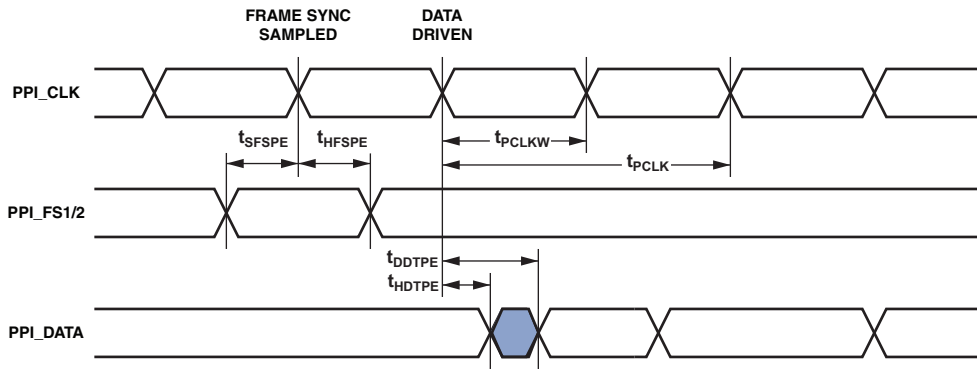 FRAME SYNC
SAMPLED
DATA
DRIVEN
PPI_CLK
tSFSPE
tHFSPE
tPCLKW
tPCLK
PPI_FS1/2
tDDTPE
tHDTPE
PPI_DATA